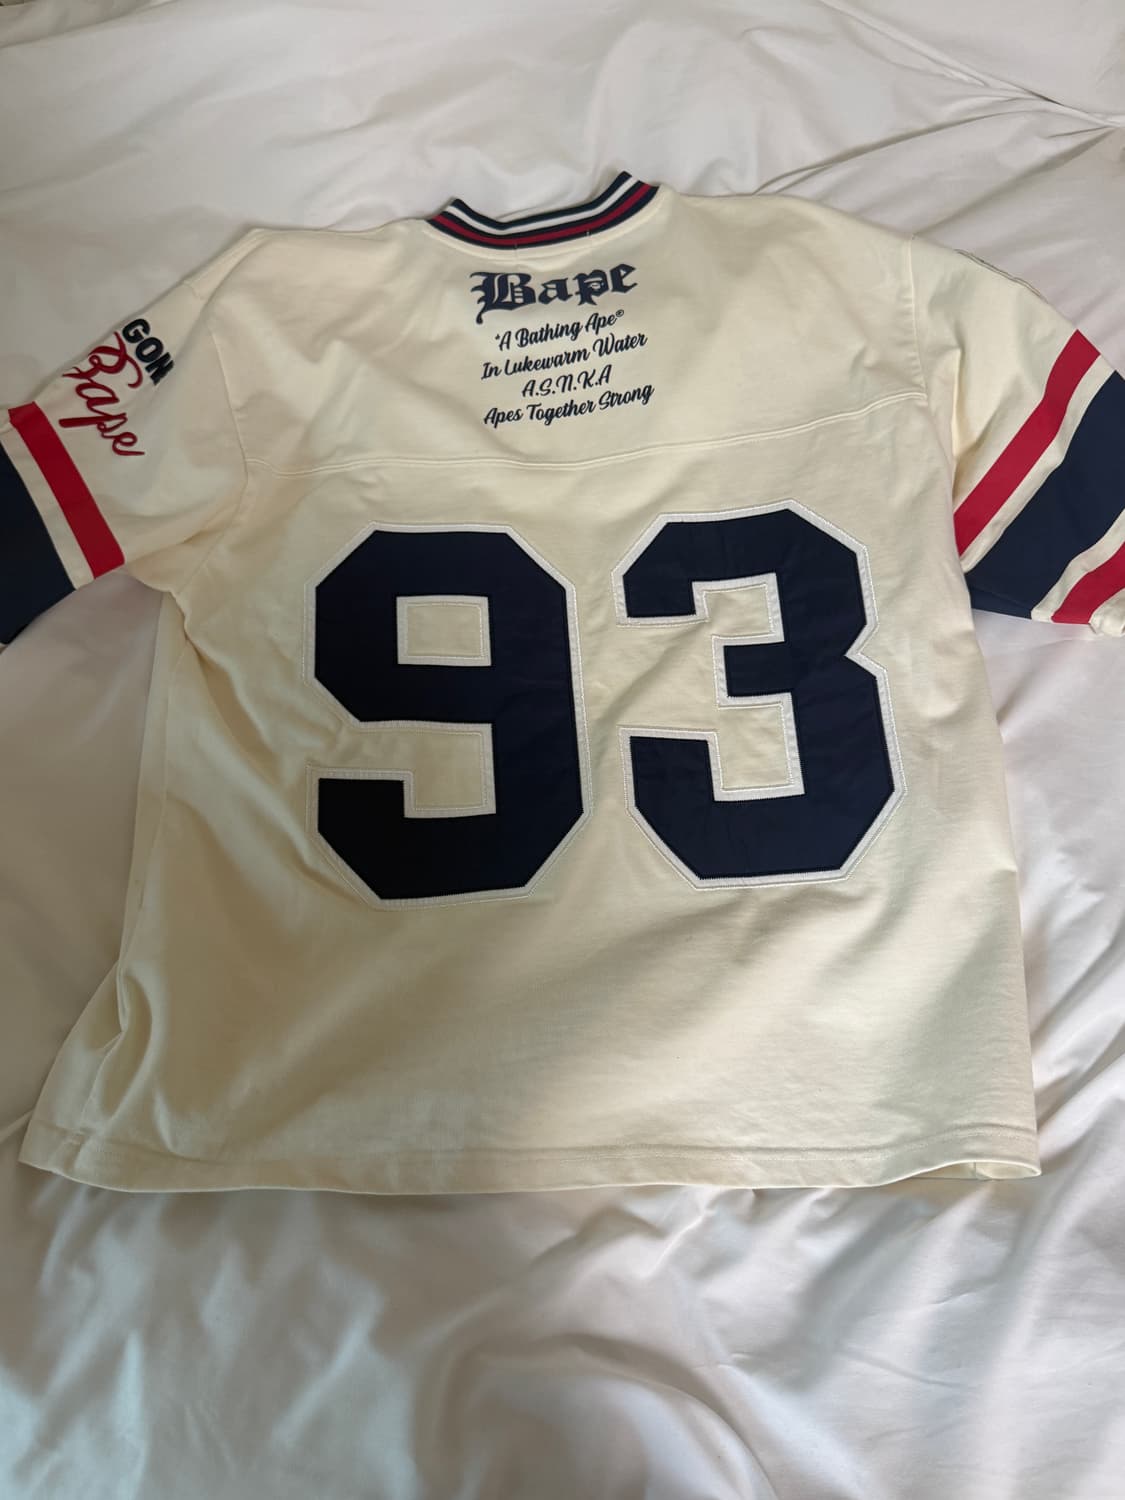 Bape
"A Bathing Ape®
In Lukewarm Water
A.S.N.K.A
Apes Together Strong
GON
Bape
93